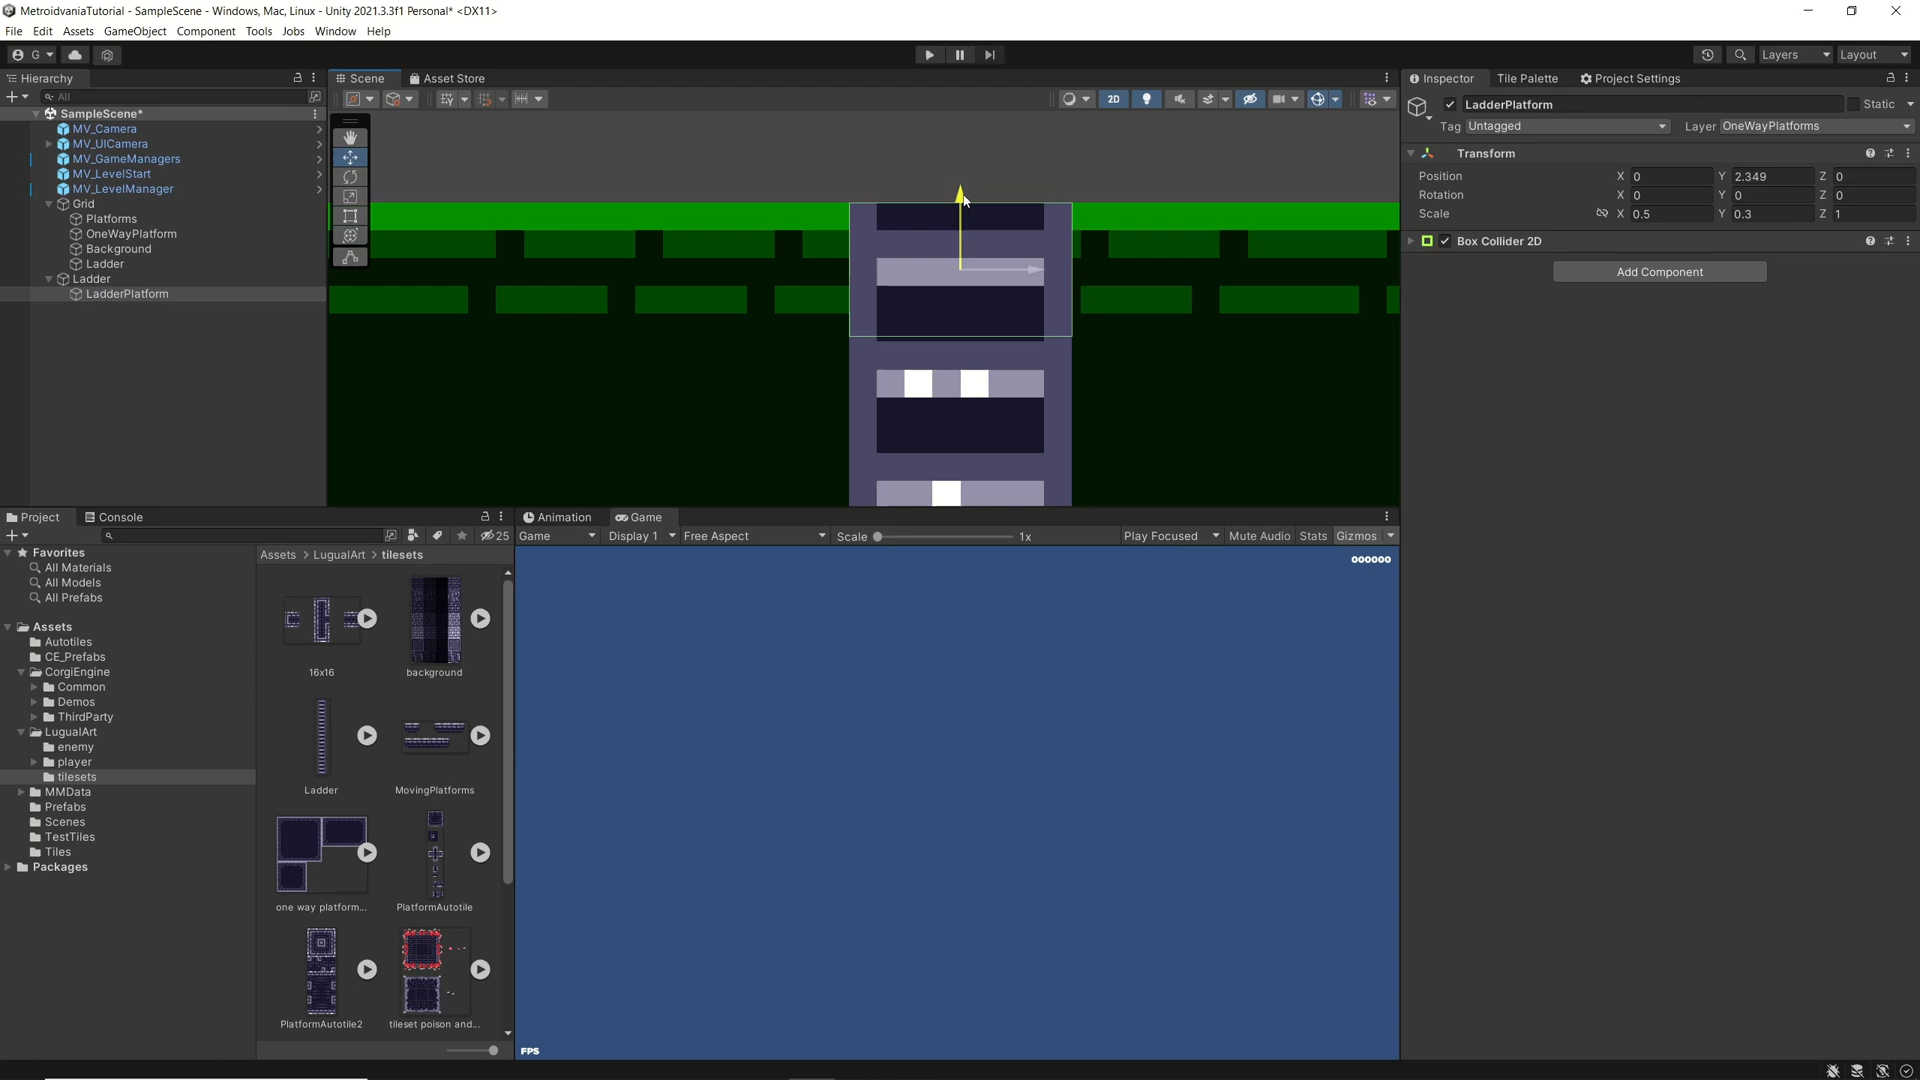 MetroidvaniaTutorial - SampleScene - Windows, Mac, Linux - Unity 2021.3.3f1 Personal* <DX11>
File Edit Assets GameObject Component Tools Jobs Window Help
G Layers Layout
Hierarchy
All
SampleScene*
MV_Camera
MV_UICamera
MV_GameManagers
MV_LevelStart
MV_LevelManager
Grid
Platforms
OneWayPlatform
Background
Ladder
Ladder
LadderPlatform
Scene Asset Store
2D
Inspector Tile Palette Project Settings
LadderPlatform Static
Tag Untagged Layer OneWayPlatforms
Transform
Position X 0 Y 2.349 Z 0
Rotation X 0 Y 0 Z 0
Scale X 0.5 Y 0.3 Z 1
Box Collider 2D
Add Component
Project Console
25
Favorites
All Materials
All Models
All Prefabs
Assets
Autotiles
CE_Prefabs
CorgiEngine
Common
Demos
ThirdParty
LugualArt
enemy
player
tilesets
MMData
Prefabs
Scenes
TestTiles
Tiles
Packages
Assets > LugualArt > tilesets
16x16 background
Ladder MovingPlatforms
one way platform... PlatformAutotile
PlatformAutotile2 tileset poison and...
Animation Game
Game Display 1 Free Aspect Scale 1x Play Focused Mute Audio Stats Gizmos
000000
FPS